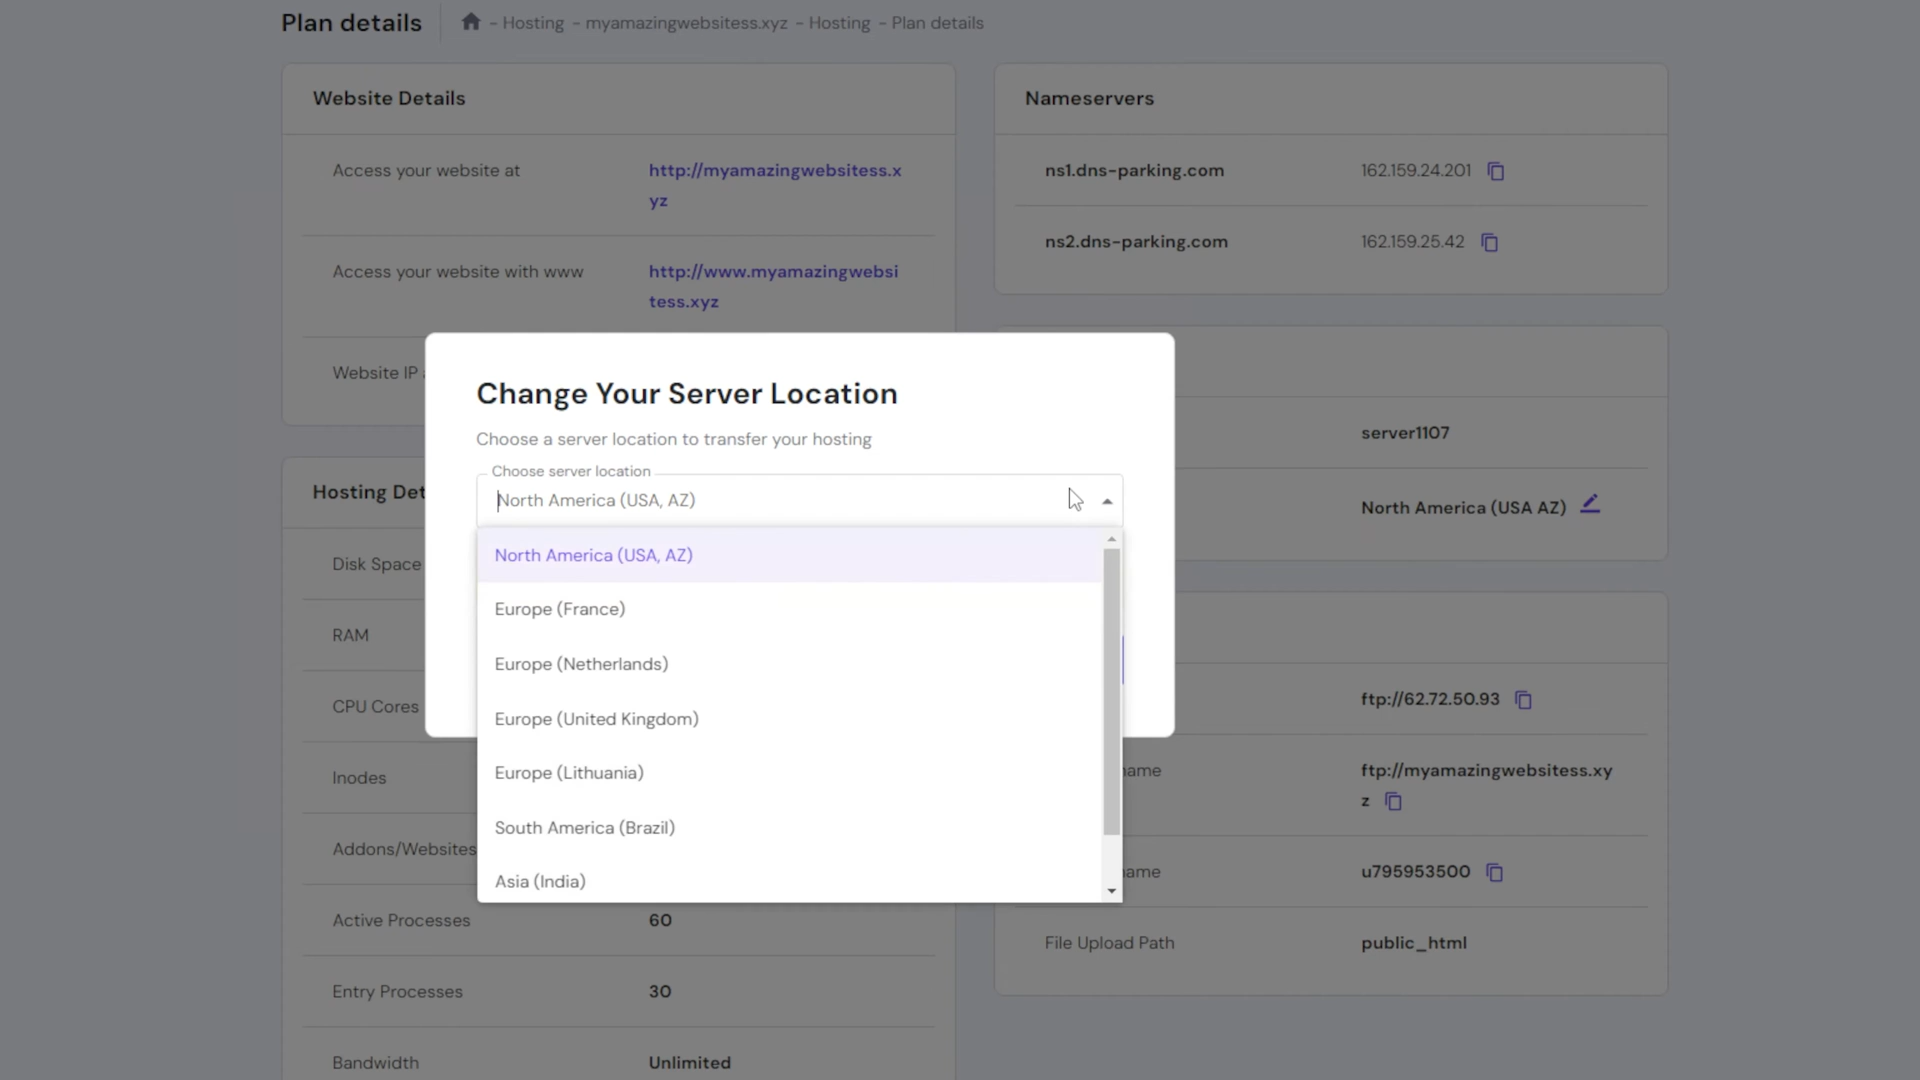 Plan details
- Hosting - myamazingwebsitess.xyz - Hosting - Plan details
Website Details
Access your website at
http://myamazingwebsitess.x
yz
Access your website with www
http://www.myamazingwebsi
tess.xyz
Website IP
Nameservers
ns1.dns-parking.com
162.159.24.201
ns2.dns-parking.com
162.159.25.42
Change Your Server Location
Choose a server location to transfer your hosting
Choose server location
North America (USA, AZ)
North America (USA, AZ)
Europe (France)
Europe (Netherlands)
Europe (United Kingdom)
Europe (Lithuania)
South America (Brazil)
Asia (India)
Hosting Det
Disk Space
RAM
CPU Cores
Inodes
Addons/Websites
Active Processes
60
Entry Processes
30
Bandwidth
Unlimited
server1107
North America (USA AZ)
ftp://62.72.50.93
name
ftp://myamazingwebsitess.xy
z
name
u795953500
File Upload Path
public_html